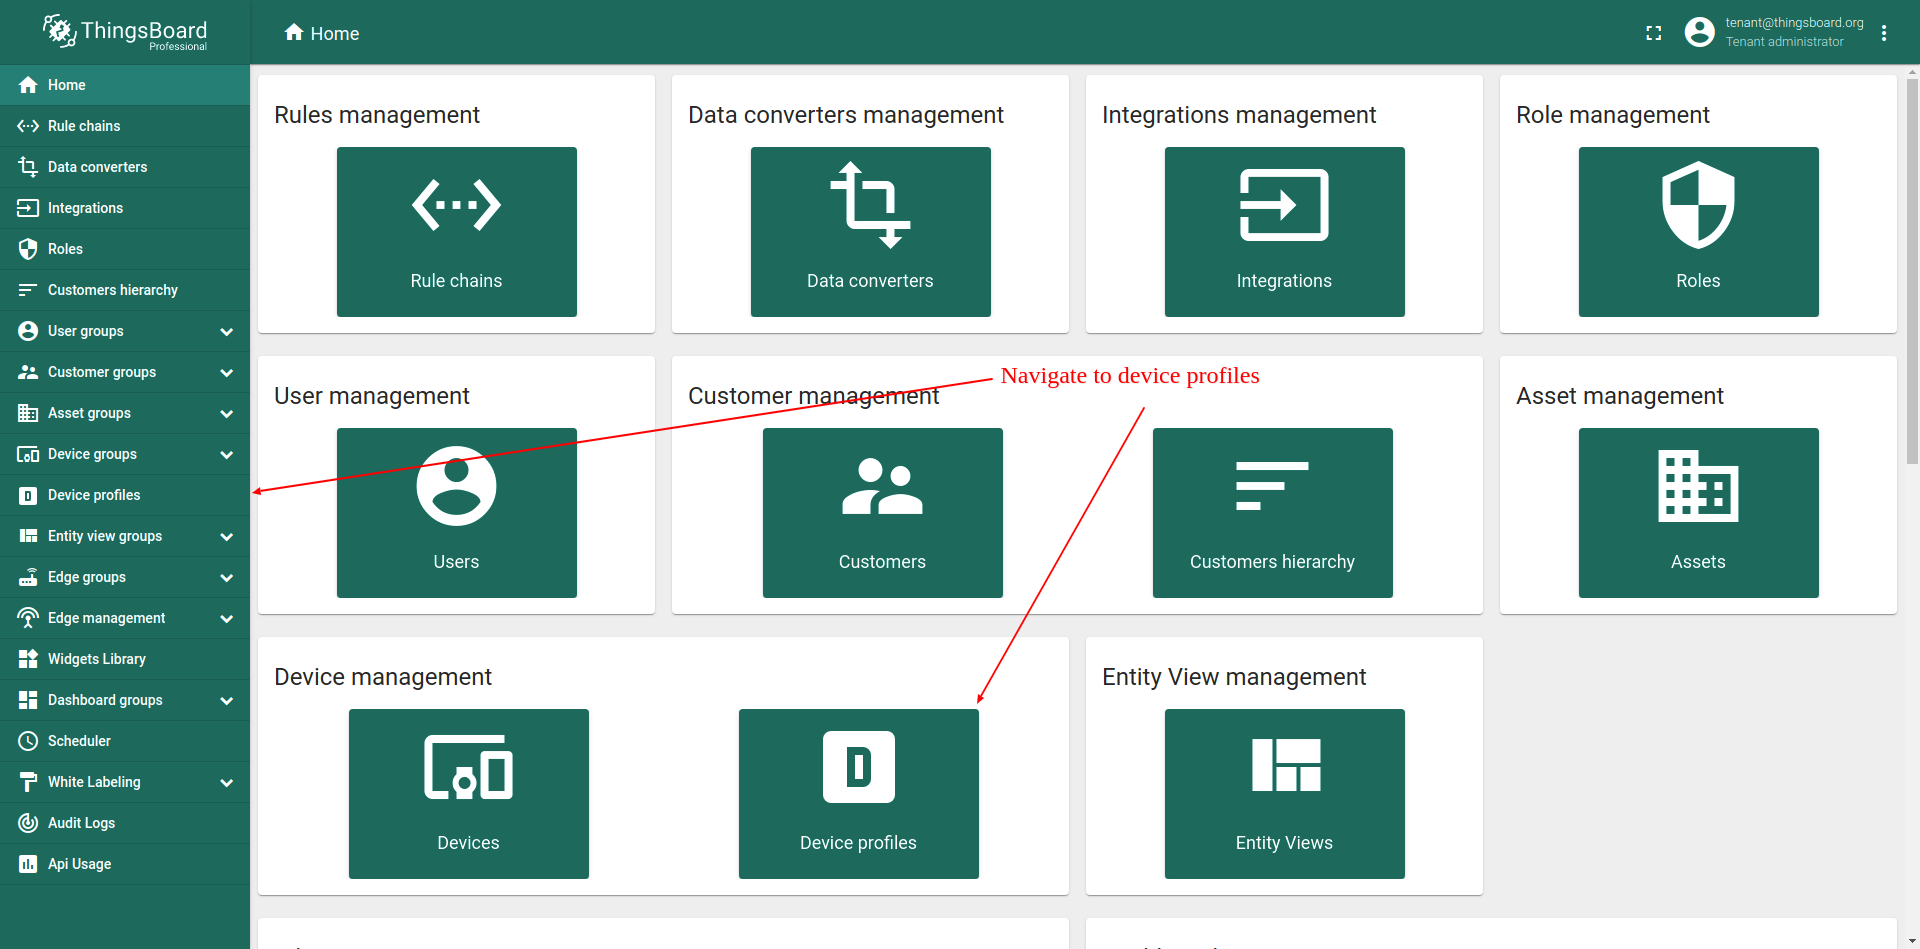 ThingsBoard
Professional
Home
tenant@thingsboard.org
Tenant administrator
Home
Rule chains
Data converters
Integrations
Roles
Customers hierarchy
User groups
Customer groups
Asset groups
Device groups
Device profiles
Entity view groups
Edge groups
Edge management
Widgets Library
Dashboard groups
Scheduler
White Labeling
Audit Logs
Api Usage
Rules management
Rule chains
Data converters management
Data converters
Integrations management
Integrations
Role management
Roles
Navigate to device profiles
User management
Users
Customer management
Customers
Customers hierarchy
Asset management
Assets
Device management
Devices
D
Device profiles
Entity View management
Entity Views